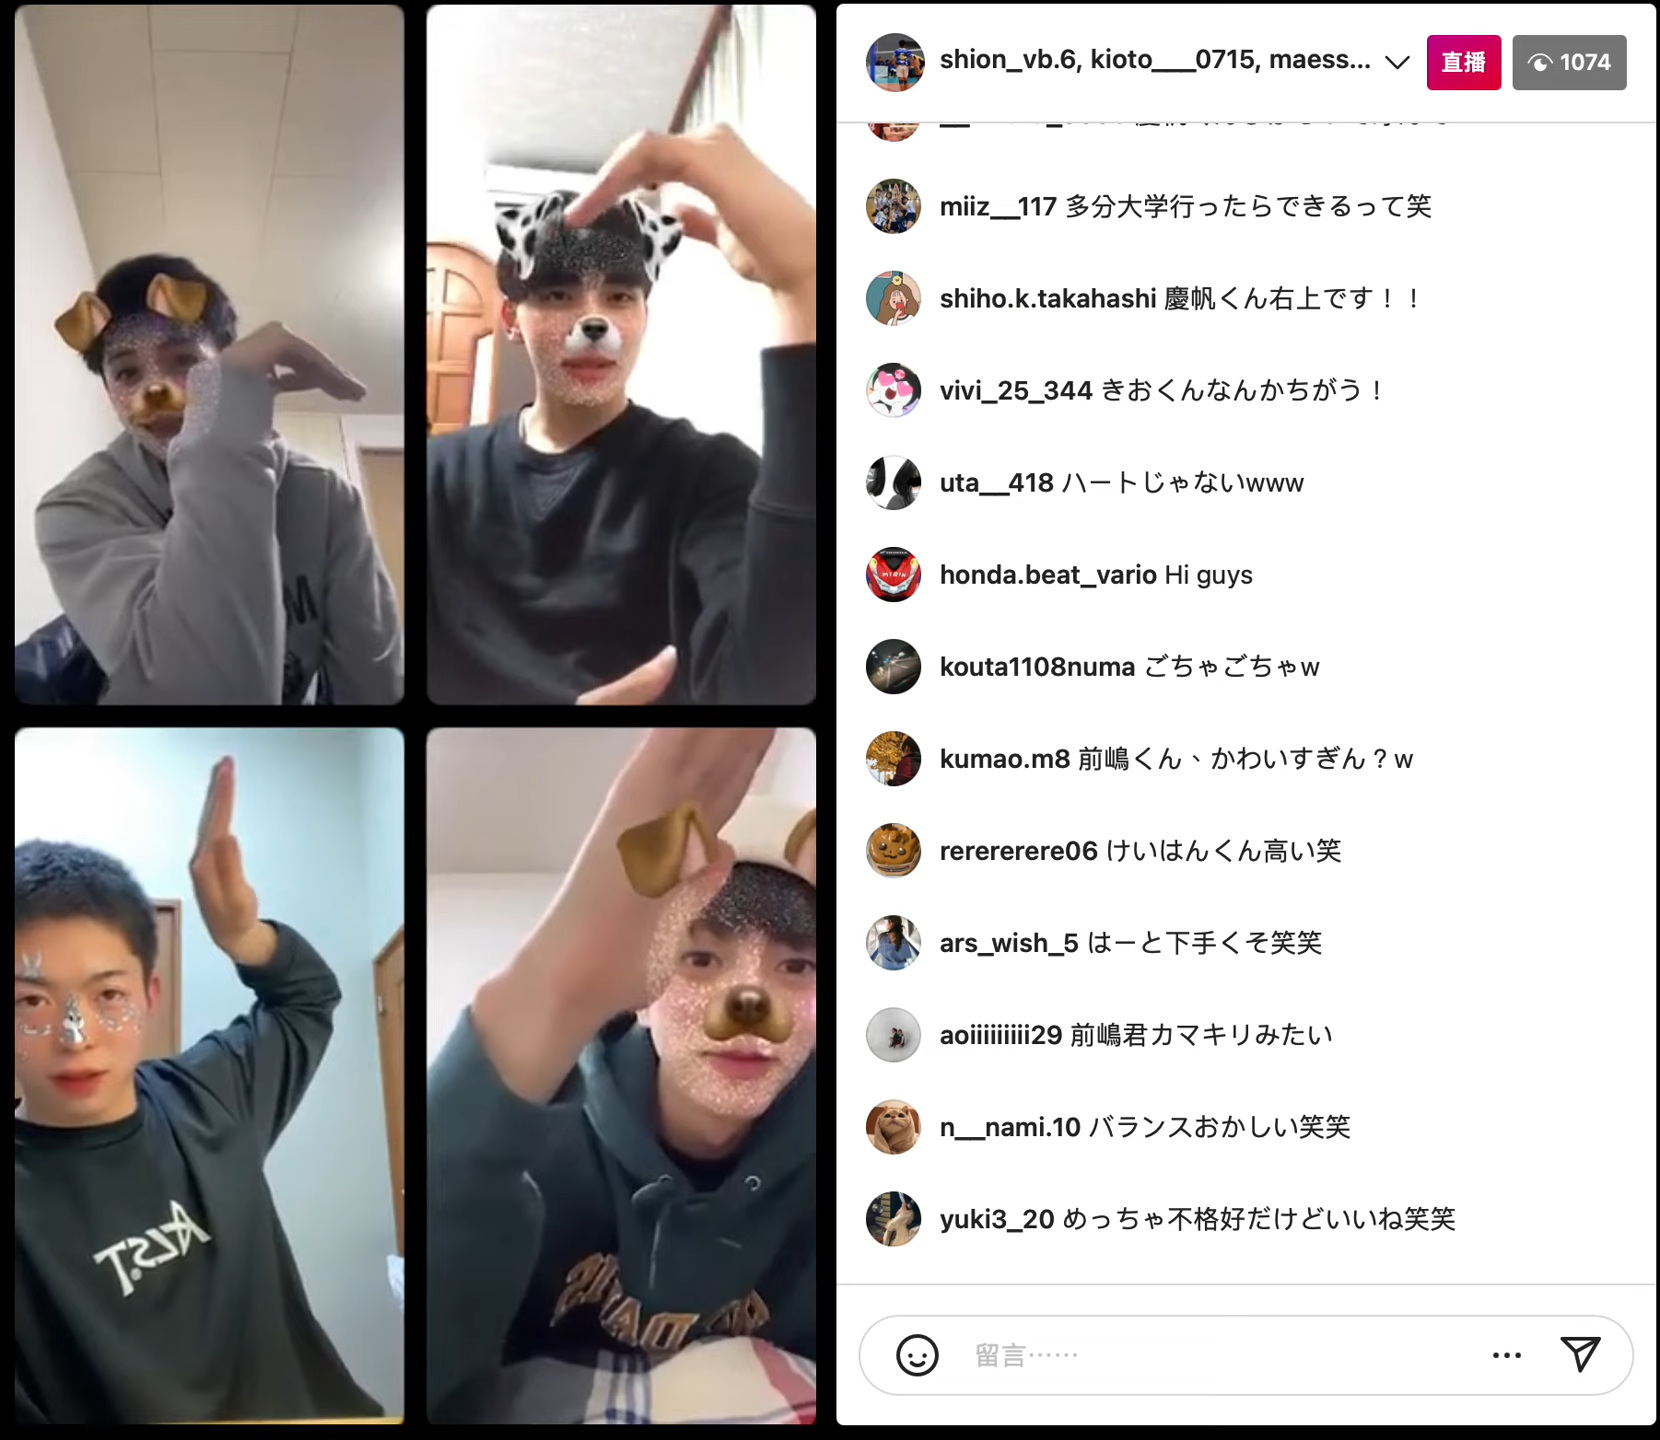 shion_vb.6, kioto___0715, maess...
直播
1074
miiz__117 多分大学行ったらできるって笑
shiho.k.takahashi 慶帆くん右上です！！
vivi_25_344 きおくんなんかちがう！
uta__418 ハートじゃないwww
honda.beat_vario Hi guys
kouta1108numa ごちゃごちゃw
kumao.m8 前嶋くん、かわいすぎん？w
rerererere06 けいはんくん高い笑
ars_wish_5 はーと下手くそ笑笑
aoiiiiiiiii29 前嶋君カマキリみたい
n__nami.10 バランスおかしい笑笑
yuki3_20 めっちゃ不格好だけどいいね笑笑
留言……